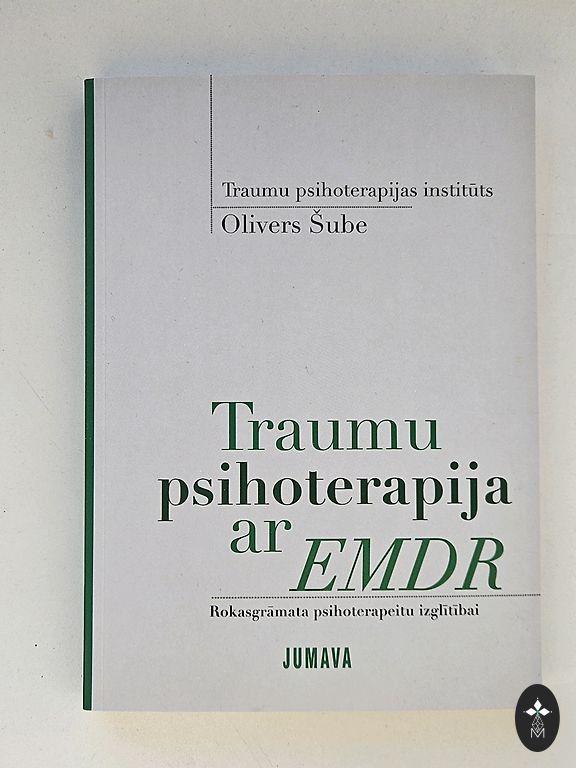 Traumu psihoterapijas institūts
Olivers Šube
Traumu
psihoterapija
ar
EMDR
Rokasgrāmata psihoterapeitu izglītībai
JUMAVA
M